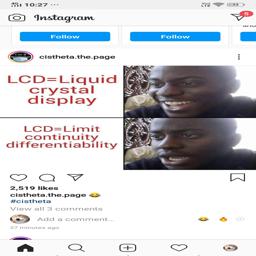 10:27 ...
Instagram
Follow
Follow
cistheta.the.page
LCD=Liquid
crystal
display
LCD=Limit
continuity
differentiability
2,519 likes
cistheta.the.page 😂
#cistheta
View all 3 comments
Add a comment...